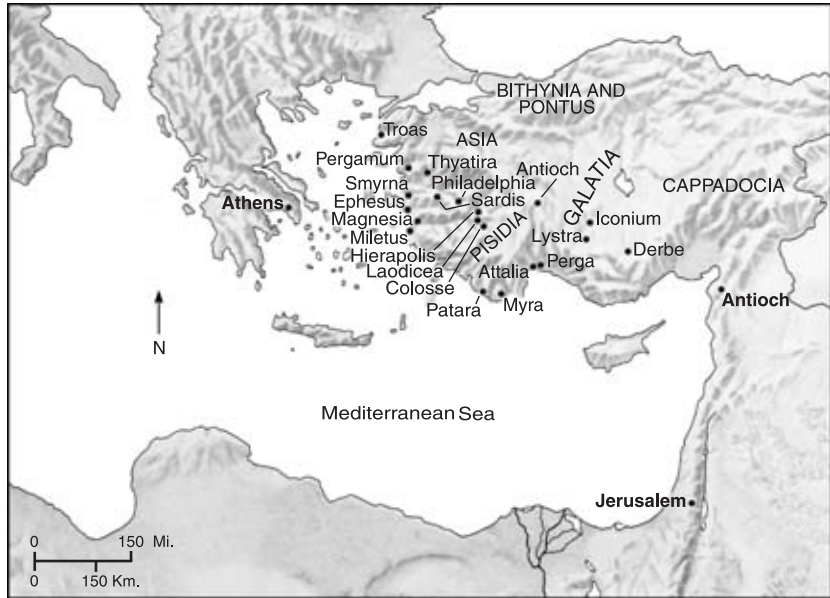 BITHYNIA AND
PONTUS
Troas
ASIA
Pergamum
Thyatira
Antioch
Smyrna
Philadelphia
GALATIA
CAPPADOCIA
Ephesus
Sardis
Athens
Magnesia
Iconium
Miletus
PISIDIA
Lystra
Hierapolis
Derbe
Laodicea
Attalia
Perga
Colosse
Patara
Myra
Antioch
N
Mediterranean Sea
Jerusalem
0 150 Mi.
0 150 Km.